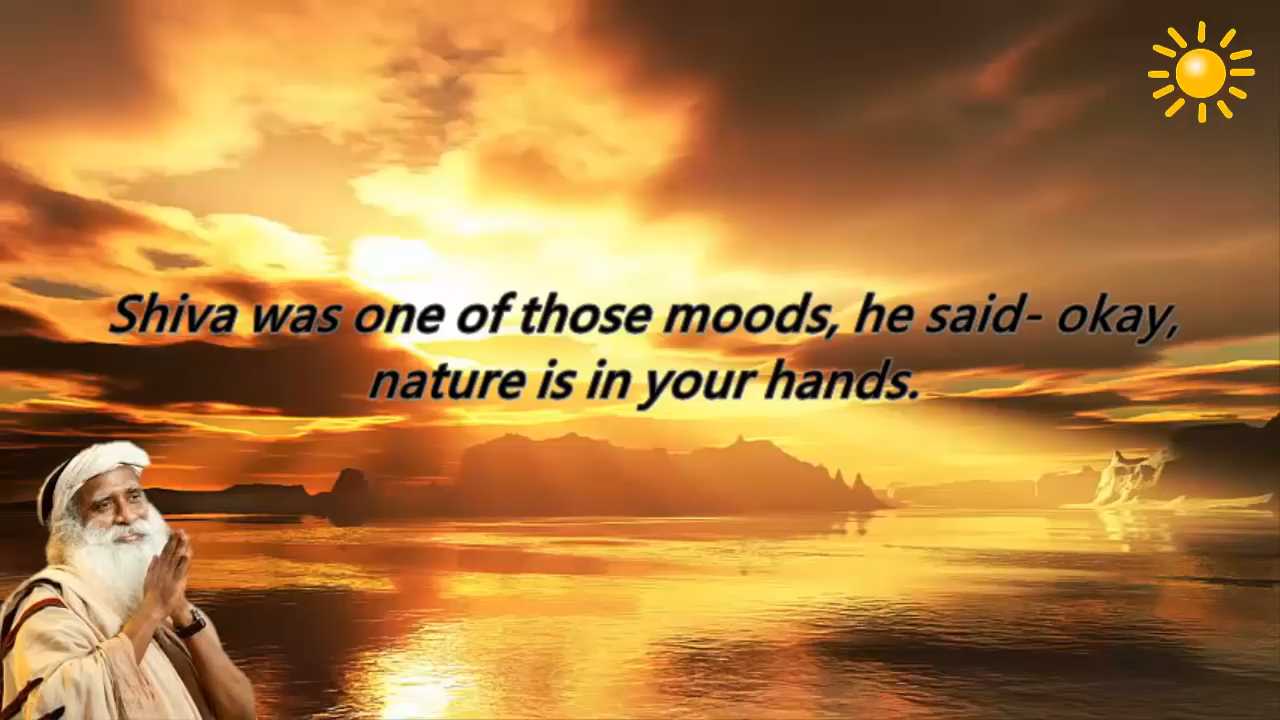 Shiva was one of those moods, he said- okay,
nature is in your hands.